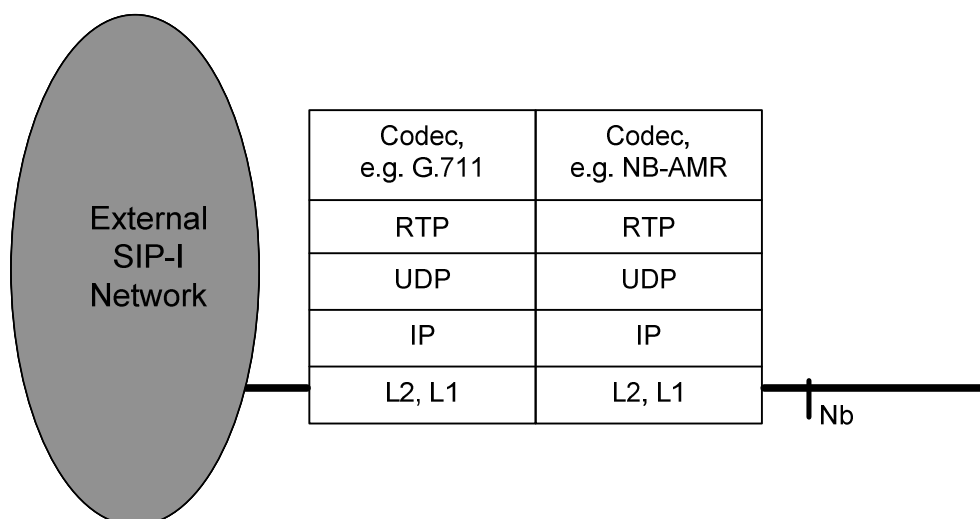 External
SIP-I
Network
Codec,
e.g. G.711
Codec,
e.g. NB-AMR
RTP
RTP
UDP
UDP
IP
IP
L2, L1
L2, L1
Nb